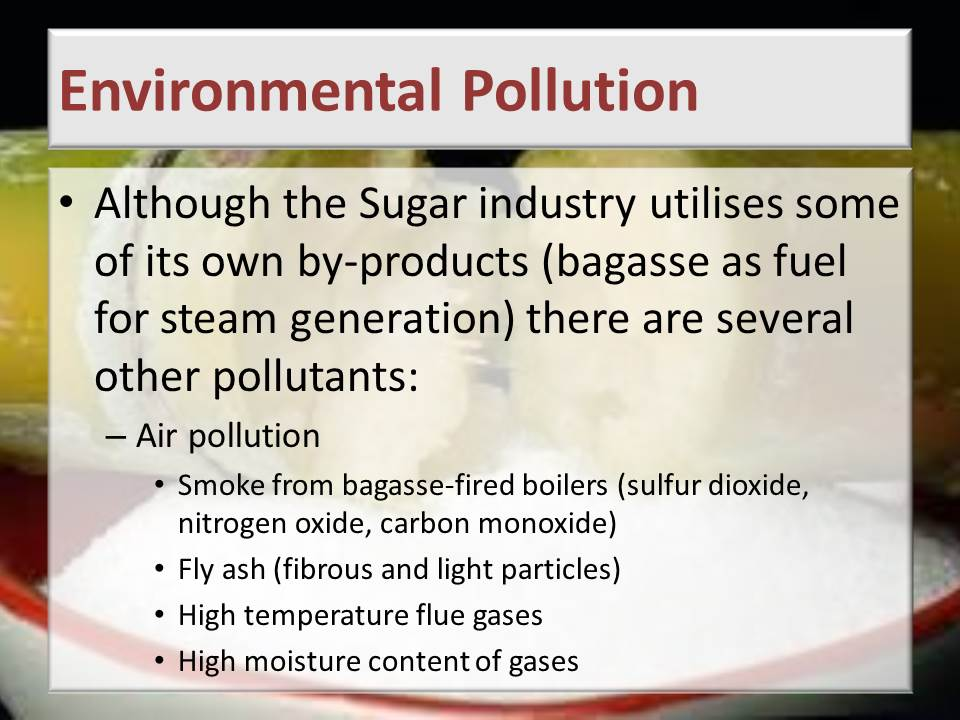 Environmental Pollution
• Although the Sugar industry utilises some
of its own by-products (bagasse as fuel
for steam generation) there are several
other pollutants:
– Air pollution
• Smoke from bagasse-fired boilers (sulfur dioxide,
nitrogen oxide, carbon monoxide)
• Fly ash (fibrous and light particles)
• High temperature flue gases
• High moisture content of gases